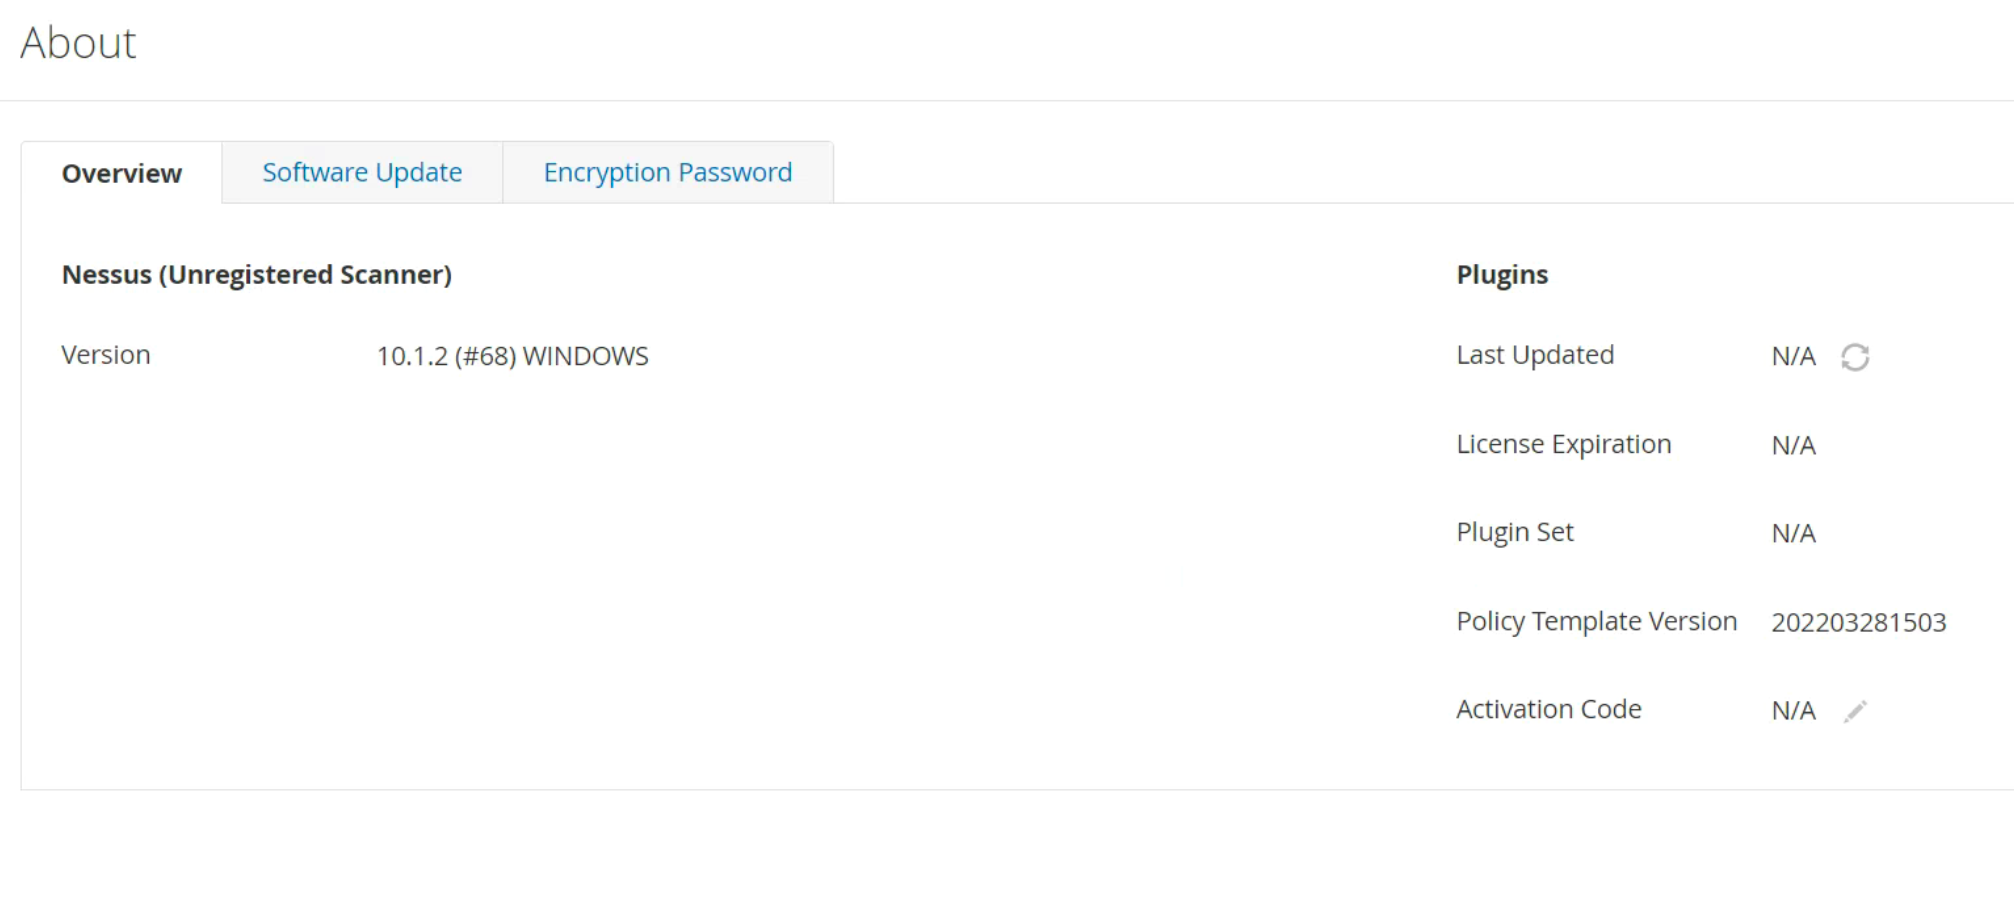 About
Overview
Software Update
Encryption Password
Nessus (Unregistered Scanner)
Version 10.1.2 (#68) WINDOWS
Plugins
Last Updated N/A
License Expiration N/A
Plugin Set N/A
Policy Template Version 202203281503
Activation Code N/A